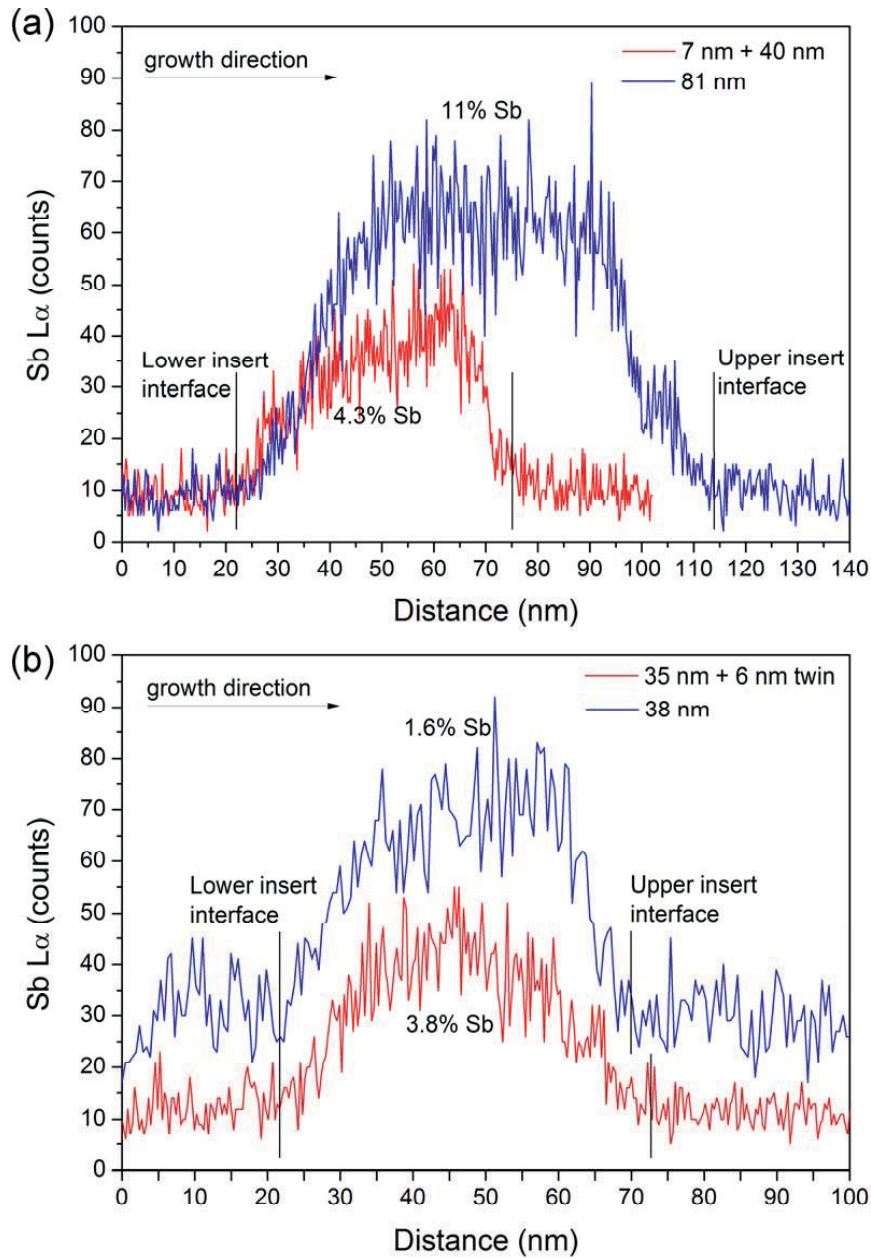 (a)
100
90
80
70
60
50
40
30
20
10
0
Sb Lα (counts)
growth direction
7 nm + 40 nm
81 nm
11% Sb
Lower insert
interface
Upper insert
interface
4.3% Sb
0 10 20 30 40 50 60 70 80 90 100 110 120 130 140
Distance (nm)
(b)
100
90
80
70
60
50
40
30
20
10
0
Sb Lα (counts)
growth direction
35 nm + 6 nm twin
38 nm
1.6% Sb
Lower insert
interface
Upper insert
interface
3.8% Sb
0 10 20 30 40 50 60 70 80 90 100
Distance (nm)